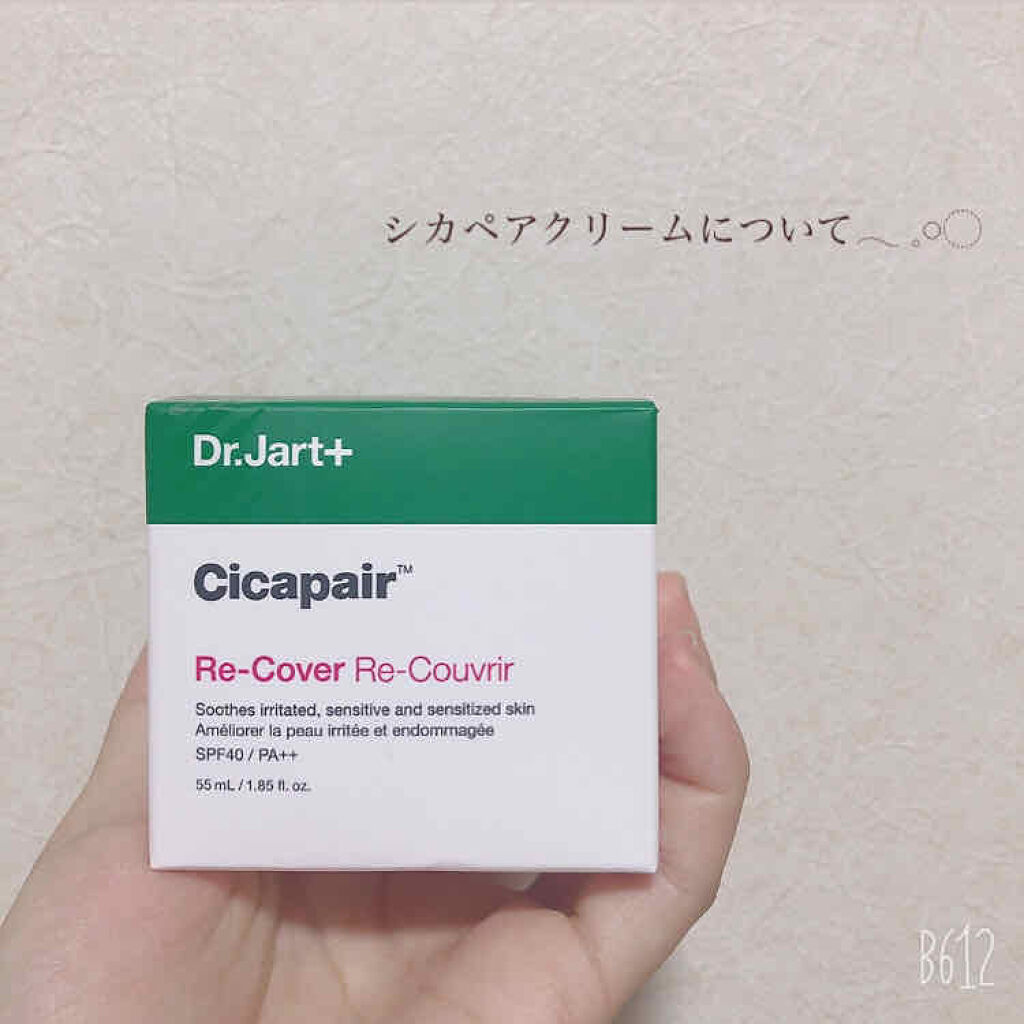 シカペアクリームについて
Dr.Jart+
Cicapair™
Re-Cover Re-Couvrir
Soothes irritated, sensitive and sensitized skin
Améliorer la peau irritée et endommagée
SPF40 / PA++
55 mL / 1.85 fl. oz.
B612